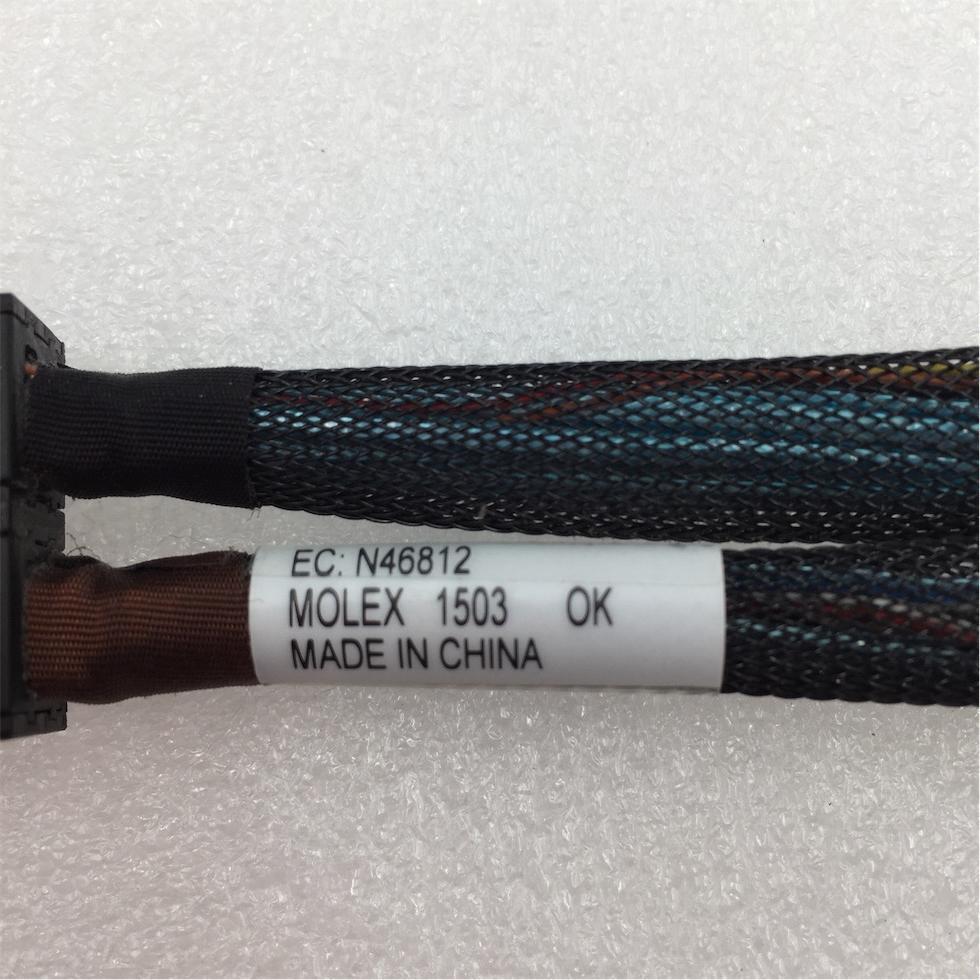 EC: N46812
MOLEX 1503 OK
MADE IN CHINA